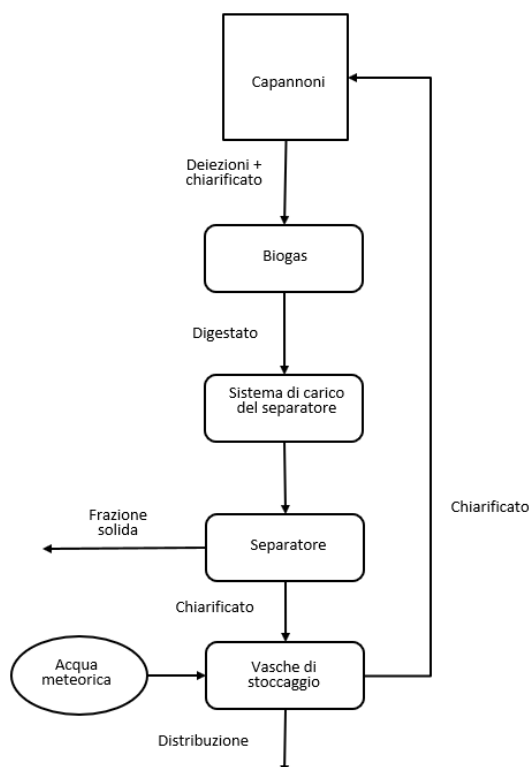 Capannoni
Deiezioni +
chiarificato
Biogas
Digestato
Sistema di carico
del separatore
Frazione
solida
Separatore
Chiarificato
Chiarificato
Acqua
meteorica
Vasche di
stoccaggio
Distribuzione